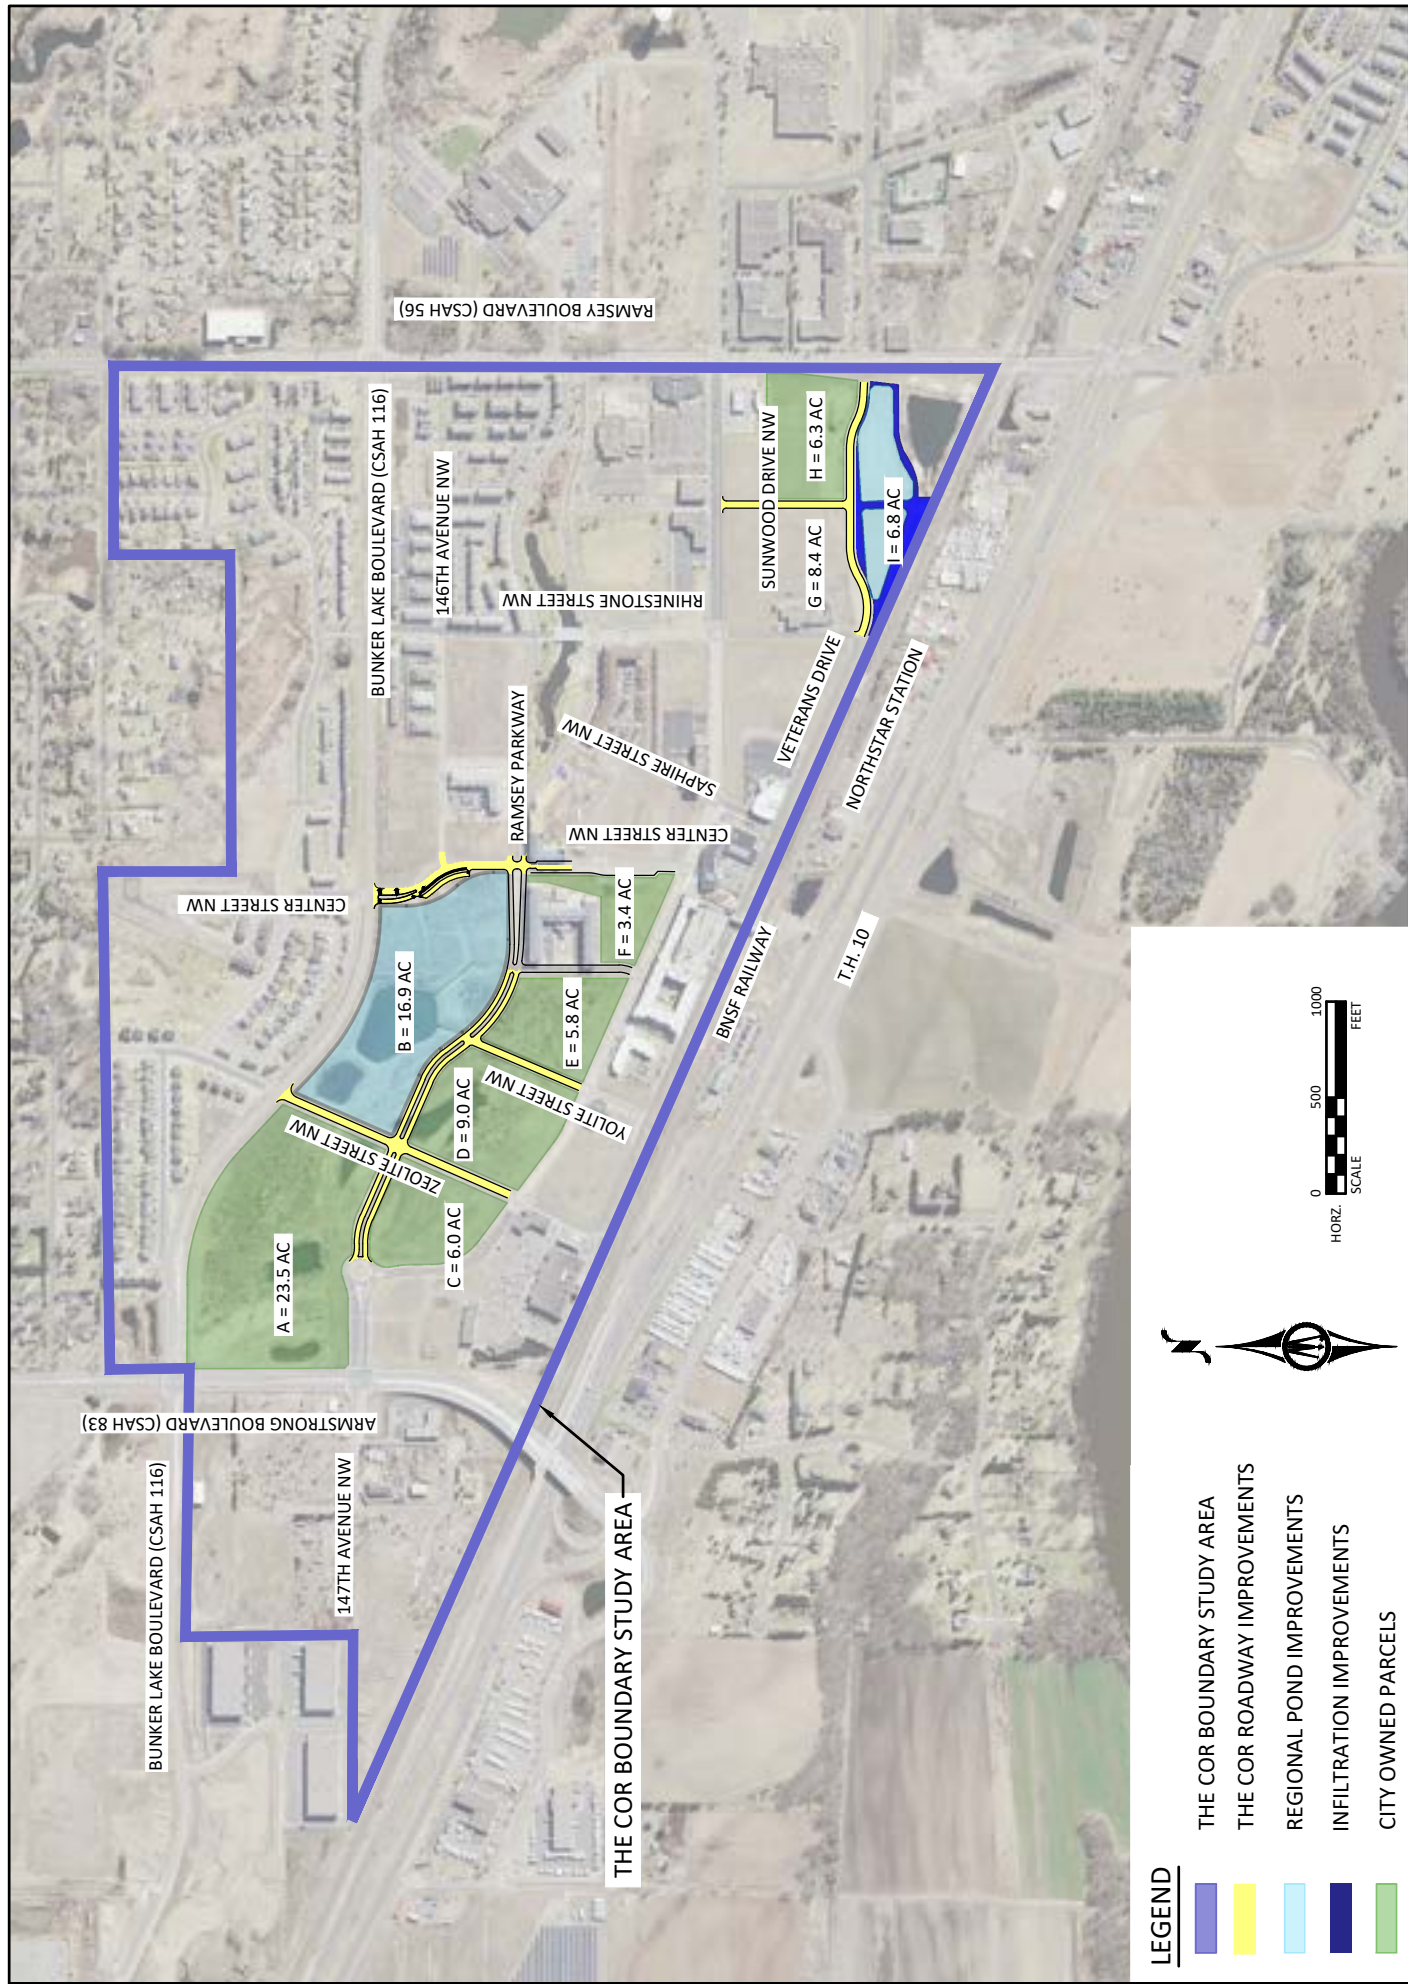 BUNKER LAKE BOULEVARD (CSAH 116)
ARMSTRONG BOULEVARD (CSAH 83)
147TH AVENUE NW
CENTER STREET NW
BUNKER LAKE BOULEVARD (CSAH 116)
RAMSEY BOULEVARD (CSAH 56)
A = 23.5 AC
ZEOLITE STREET NW
B = 16.9 AC
146TH AVENUE NW
C = 6.0 AC
D = 9.0 AC
YOLITE STREET NW
E = 5.8 AC
F = 3.4 AC
RAMSEY PARKWAY
CENTER STREET NW
SAPHIRE STREET NW
RHINESTONE STREET NW
SUNWOOD DRIVE NW
G = 8.4 AC
H = 6.3 AC
I = 6.8 AC
VETERANS DRIVE
NORTHSTAR STATION
BNSF RAILWAY
T.H. 10
THE COR BOUNDARY STUDY AREA
LEGEND
THE COR BOUNDARY STUDY AREA
THE COR ROADWAY IMPROVEMENTS
REGIONAL POND IMPROVEMENTS
INFILTRATION IMPROVEMENTS
CITY OWNED PARCELS
N
0 500 1000
HORZ. SCALE FEET